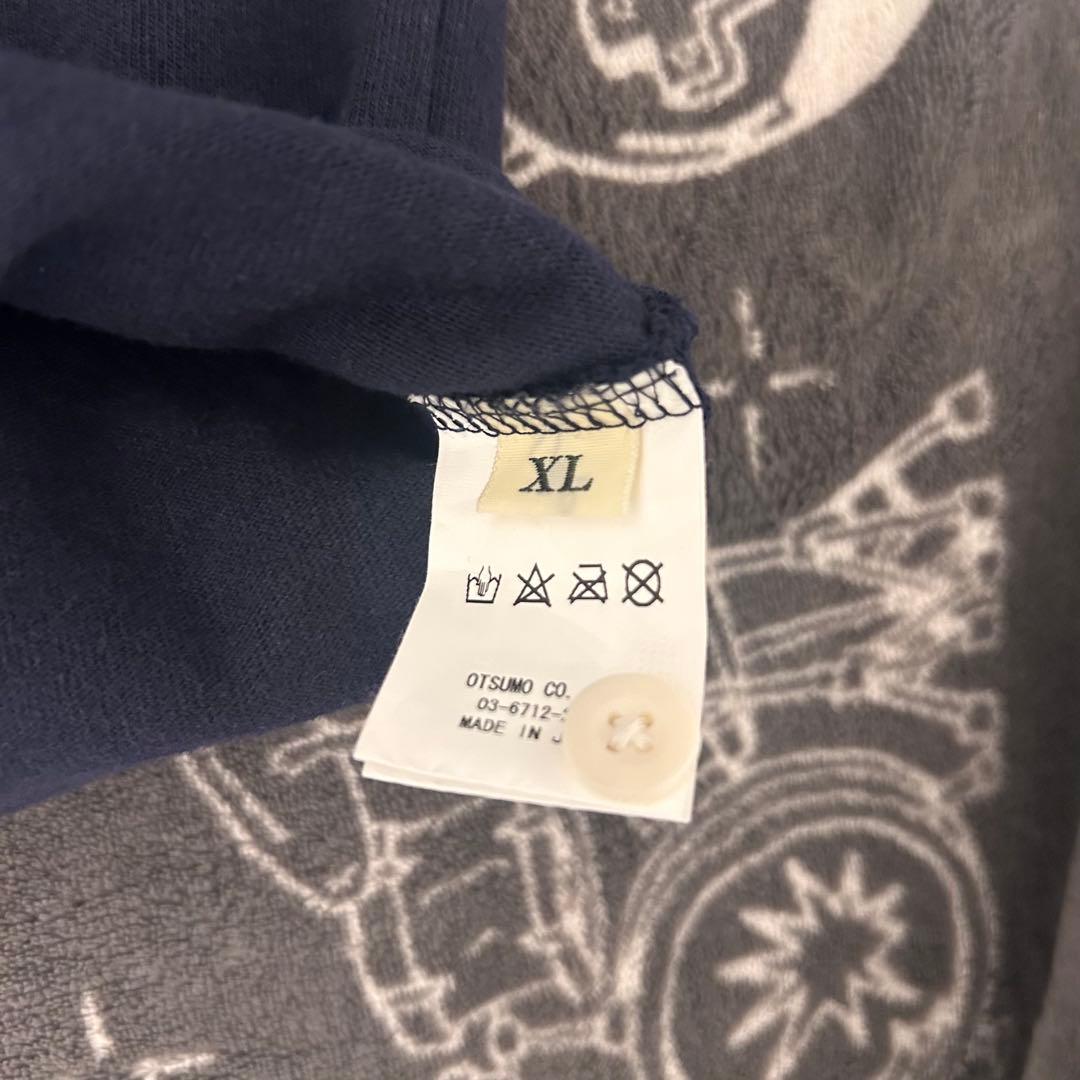 XL
OTSUMO CO.
03-6712-
MADE IN J